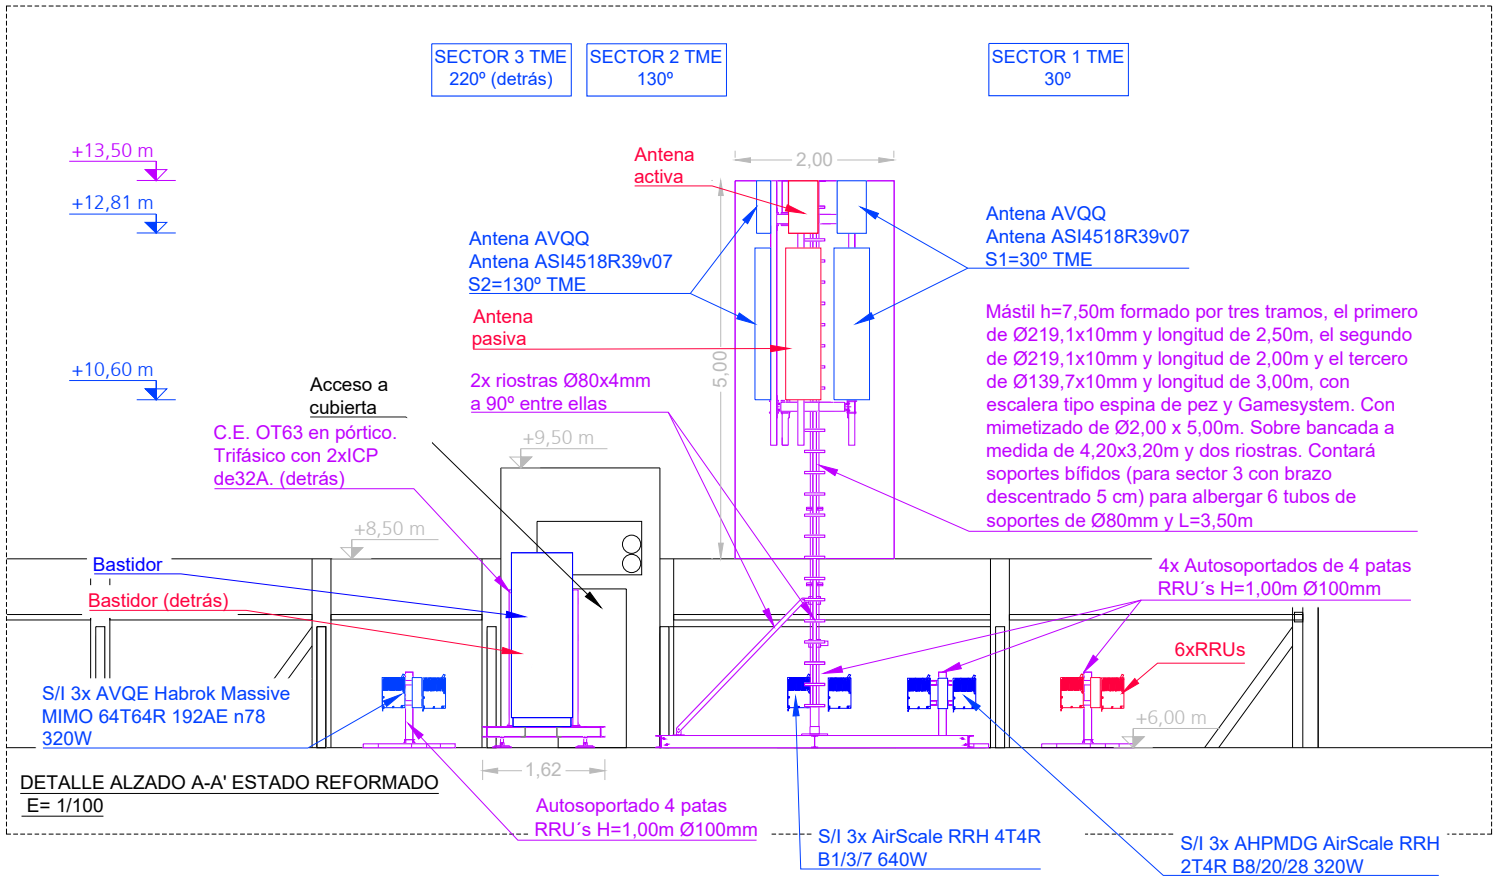 SECTOR 3 TME
220º (detrás)
SECTOR 2 TME
130º
SECTOR 1 TME
30º
+13,50 m
+12,81 m
+10,60 m
Antena
activa
2,00
Antena AVQQ
Antena ASI4518R39v07
S2=130º TME
Antena AVQQ
Antena ASI4518R39v07
S1=30º TME
Antena
pasiva
5,00
Mástil h=7,50m formado por tres tramos, el primero
de Ø219,1x10mm y longitud de 2,50m, el segundo
de Ø219,1x10mm y longitud de 2,00m y el tercero
de Ø139,7x10mm y longitud de 3,00m, con
escalera tipo espina de pez y Gamesystem. Con
mimetizado de Ø2,00 x 5,00m. Sobre bancada a
medida de 4,20x3,20m y dos riostras. Contará
soportes bífidos (para sector 3 con brazo
descentrado 5 cm) para albergar 6 tubos de
soportes de Ø80mm y L=3,50m
2x riostras Ø80x4mm
a 90º entre ellas
Acceso a
cubierta
C.E. OT63 en pórtico.
Trifásico con 2xICP
de32A. (detrás)
+9,50 m
+8,50 m
Bastidor
Bastidor (detrás)
4x Autosoportados de 4 patas
RRU´s H=1,00m Ø100mm
6xRRUs
S/I 3x AVQE Habrok Massive
MIMO 64T64R 192AE n78
320W
+6,00 m
1,62
DETALLE ALZADO A-A' ESTADO REFORMADO
E= 1/100
Autosoportado 4 patas
RRU´s H=1,00m Ø100mm
S/I 3x AirScale RRH 4T4R
B1/3/7 640W
S/I 3x AHPMDG AirScale RRH
2T4R B8/20/28 320W